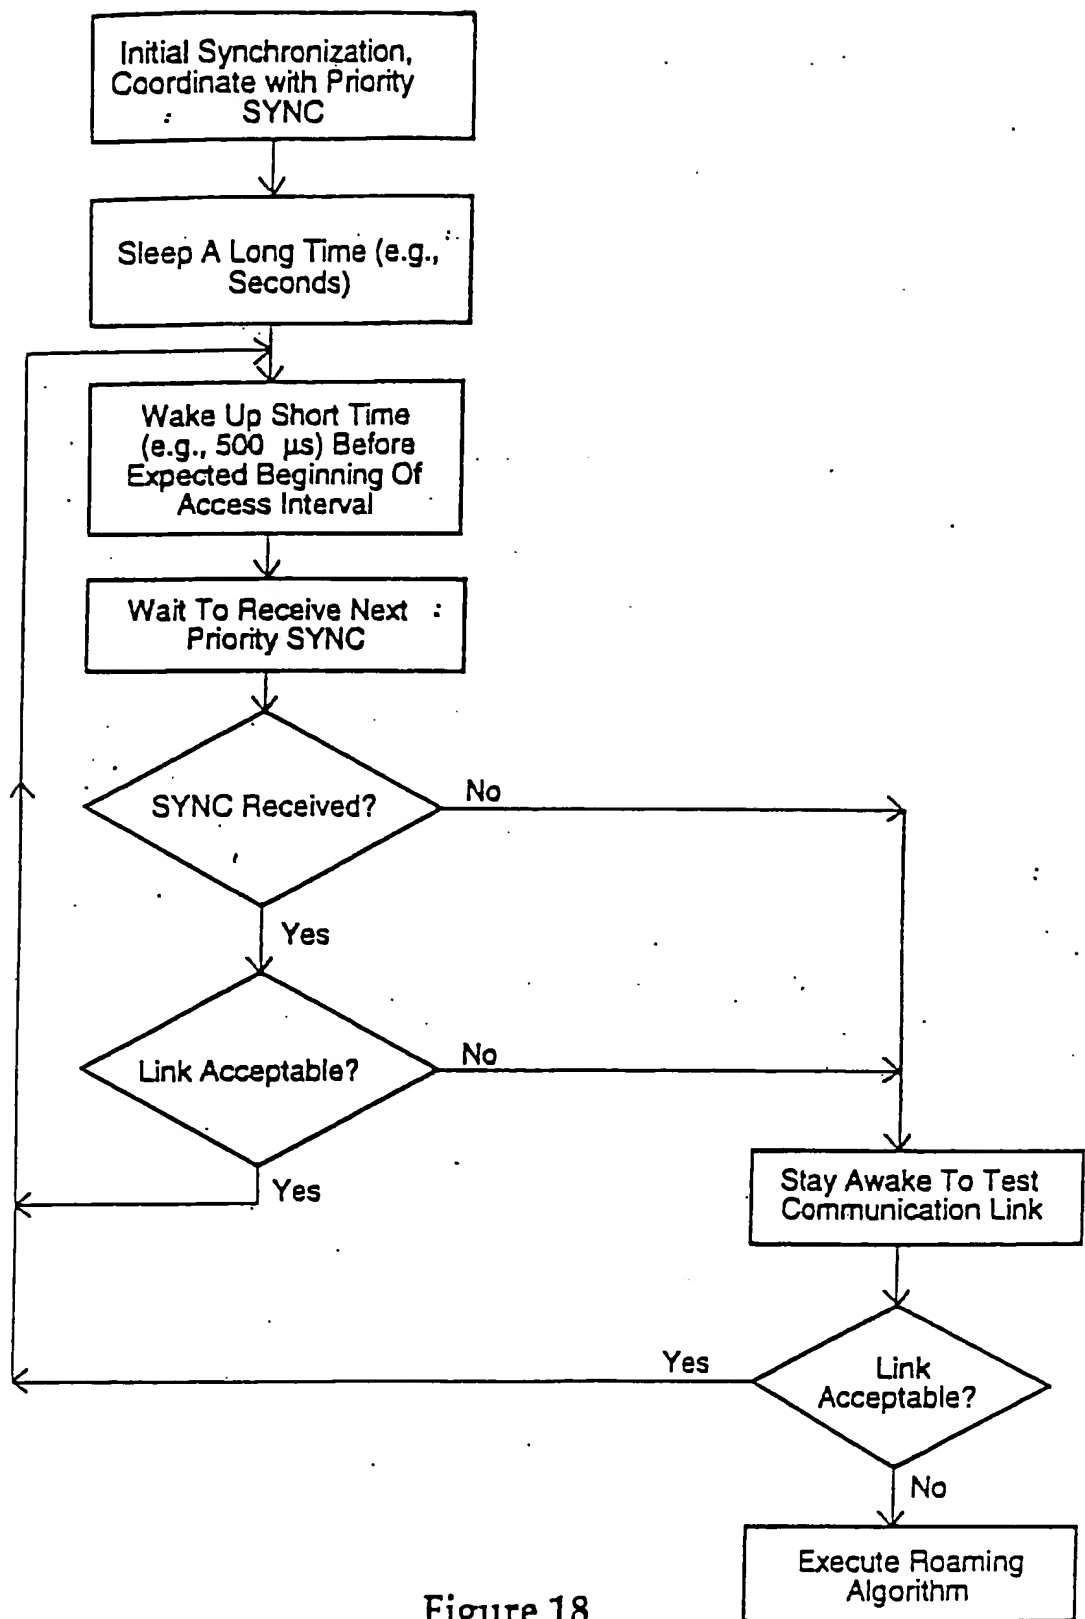 Initial Synchronization,
Coordinate with Priority
SYNC
Sleep A Long Time (e.g.,
Seconds)
Wake Up Short Time
(e.g., 500 µs) Before
Expected Beginning Of
Access Interval
Wait To Receive Next
Priority SYNC
SYNC Received?
No
Yes
Link Acceptable?
No
Yes
Stay Awake To Test
Communication Link
Link
Acceptable?
Yes
No
Execute Roaming
Algorithm
Figure 18